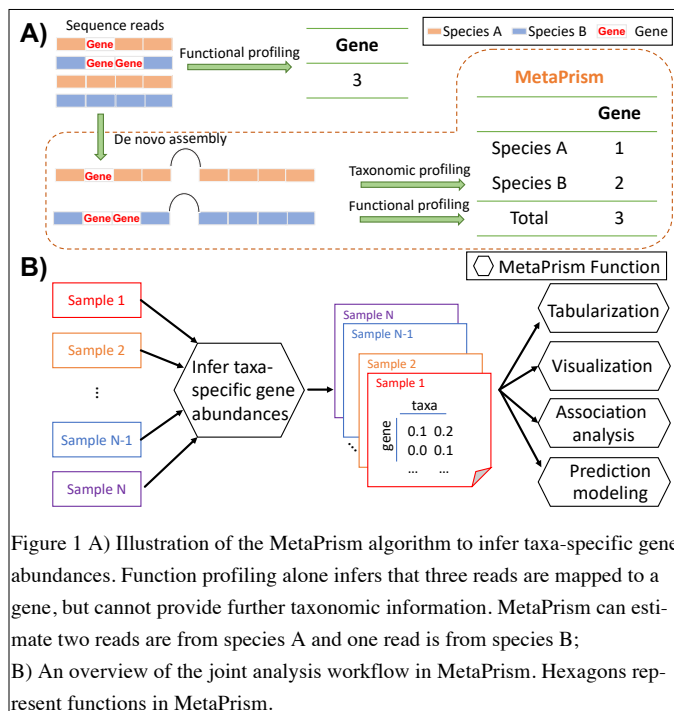 A)
Sequence reads
Gene
Gene Gene
Functional profiling
Gene
3
Species A Species B Gene Gene
MetaPrism
Gene
Species A 1
Species B 2
Total 3
De novo assembly
Gene
Gene Gene
Taxonomic profiling
Functional profiling
B)
MetaPrism Function
Sample 1
Sample 2
...
Sample N-1
Sample N
Infer taxa-
specific gene
abundances
Sample N
Sample N-1
Sample 2
Sample 1
...
taxa
gene
0.1 0.2
0.0 0.1
... ...
Tabularization
Visualization
Association
analysis
Prediction
modeling
Figure 1 A) Illustration of the MetaPrism algorithm to infer taxa-specific gene
abundances. Function profiling alone infers that three reads are mapped to a
gene, but cannot provide further taxonomic information. MetaPrism can esti-
mate two reads are from species A and one read is from species B;
B) An overview of the joint analysis workflow in MetaPrism. Hexagons rep-
resent functions in MetaPrism.